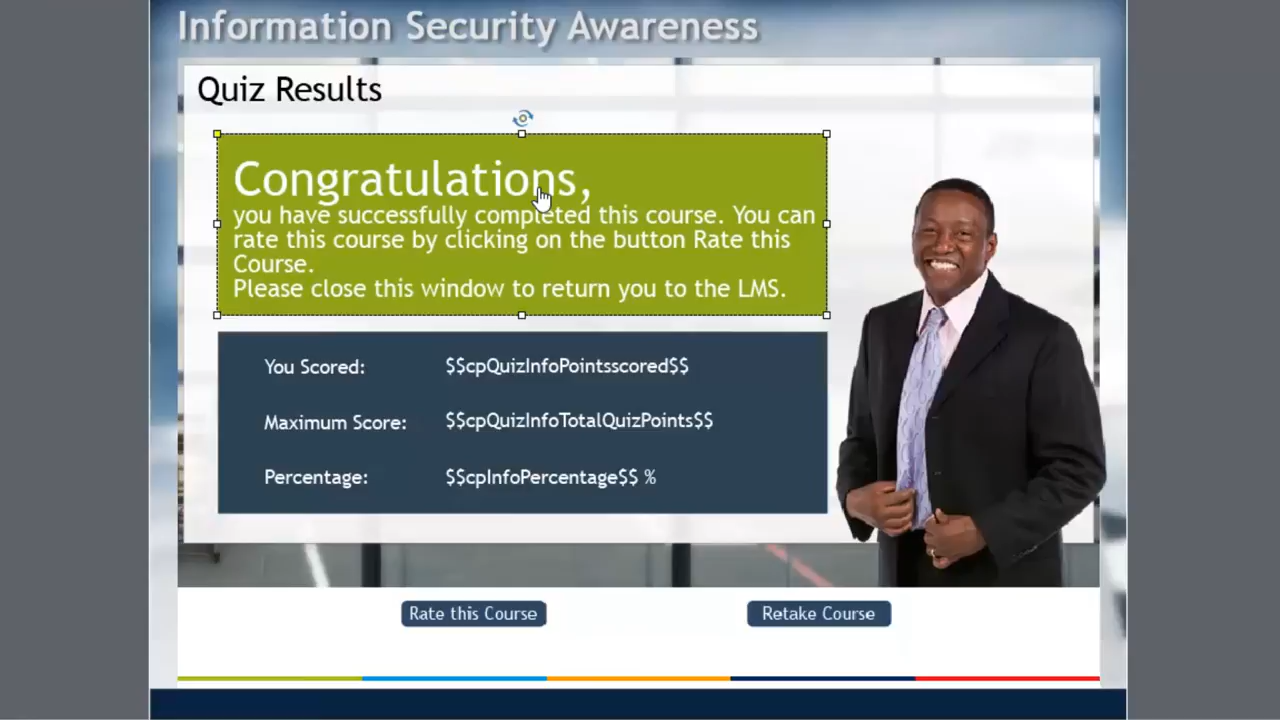 Information Security Awareness
Quiz Results
Congratulations,
you have successfully completed this course. You can
rate this course by clicking on the button Rate this
Course.
Please close this window to return you to the LMS.
You Scored: $$cpQuizInfoPointsscored$$
Maximum Score: $$cpQuizInfoTotalQuizPoints$$
Percentage: $$cpInfoPercentage$$ %
Rate this Course Retake Course